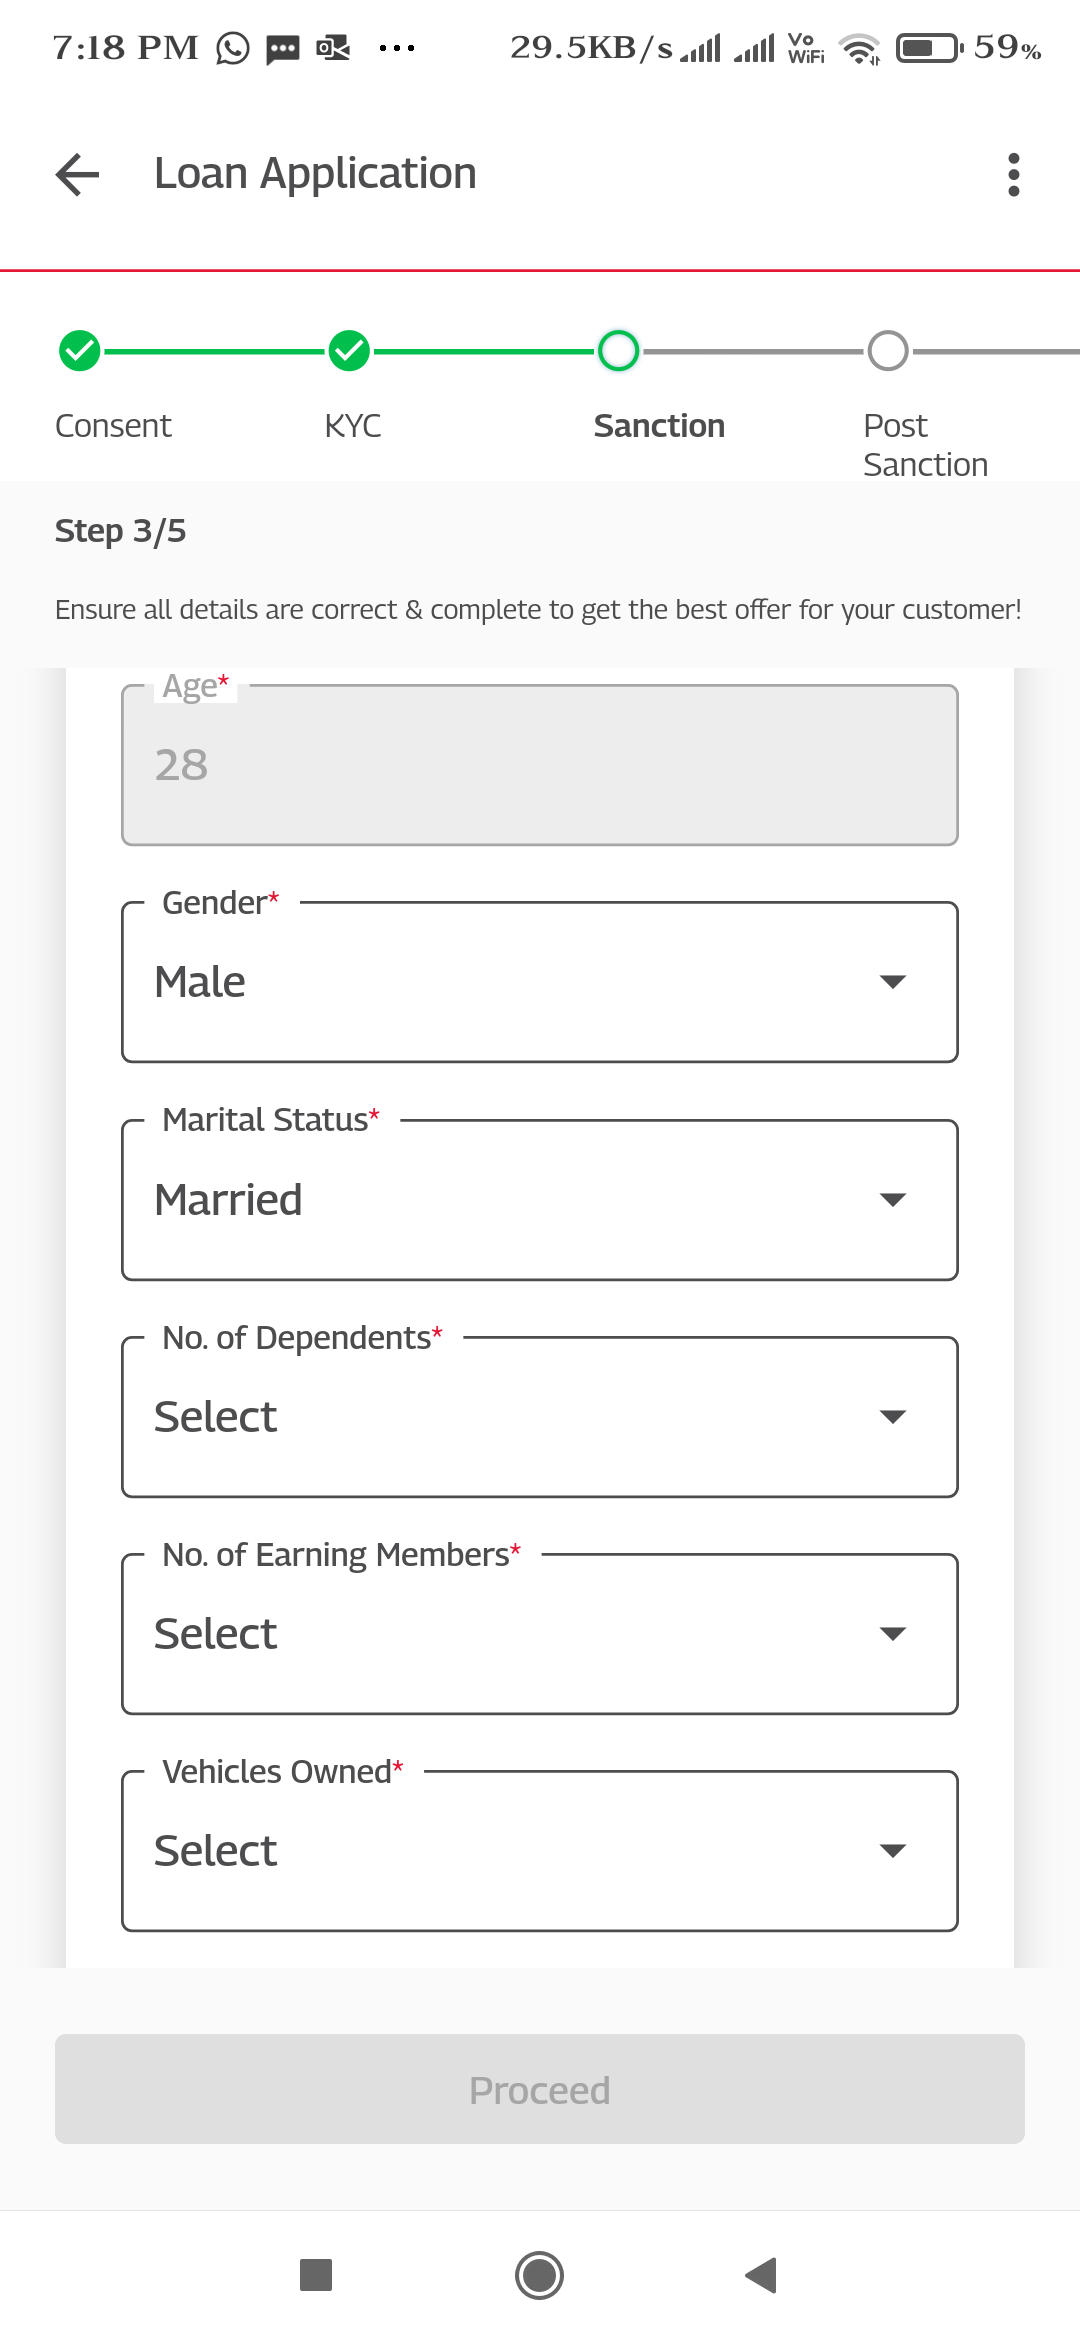 7:18 PM ... 29.5KB/s Vo WiFi 59%
Loan Application
Consent KYC Sanction Post Sanction
Step 3/5
Ensure all details are correct & complete to get the best offer for your customer!
Age*
28
Gender*
Male
Marital Status*
Married
No. of Dependents*
Select
No. of Earning Members*
Select
Vehicles Owned*
Select
Proceed